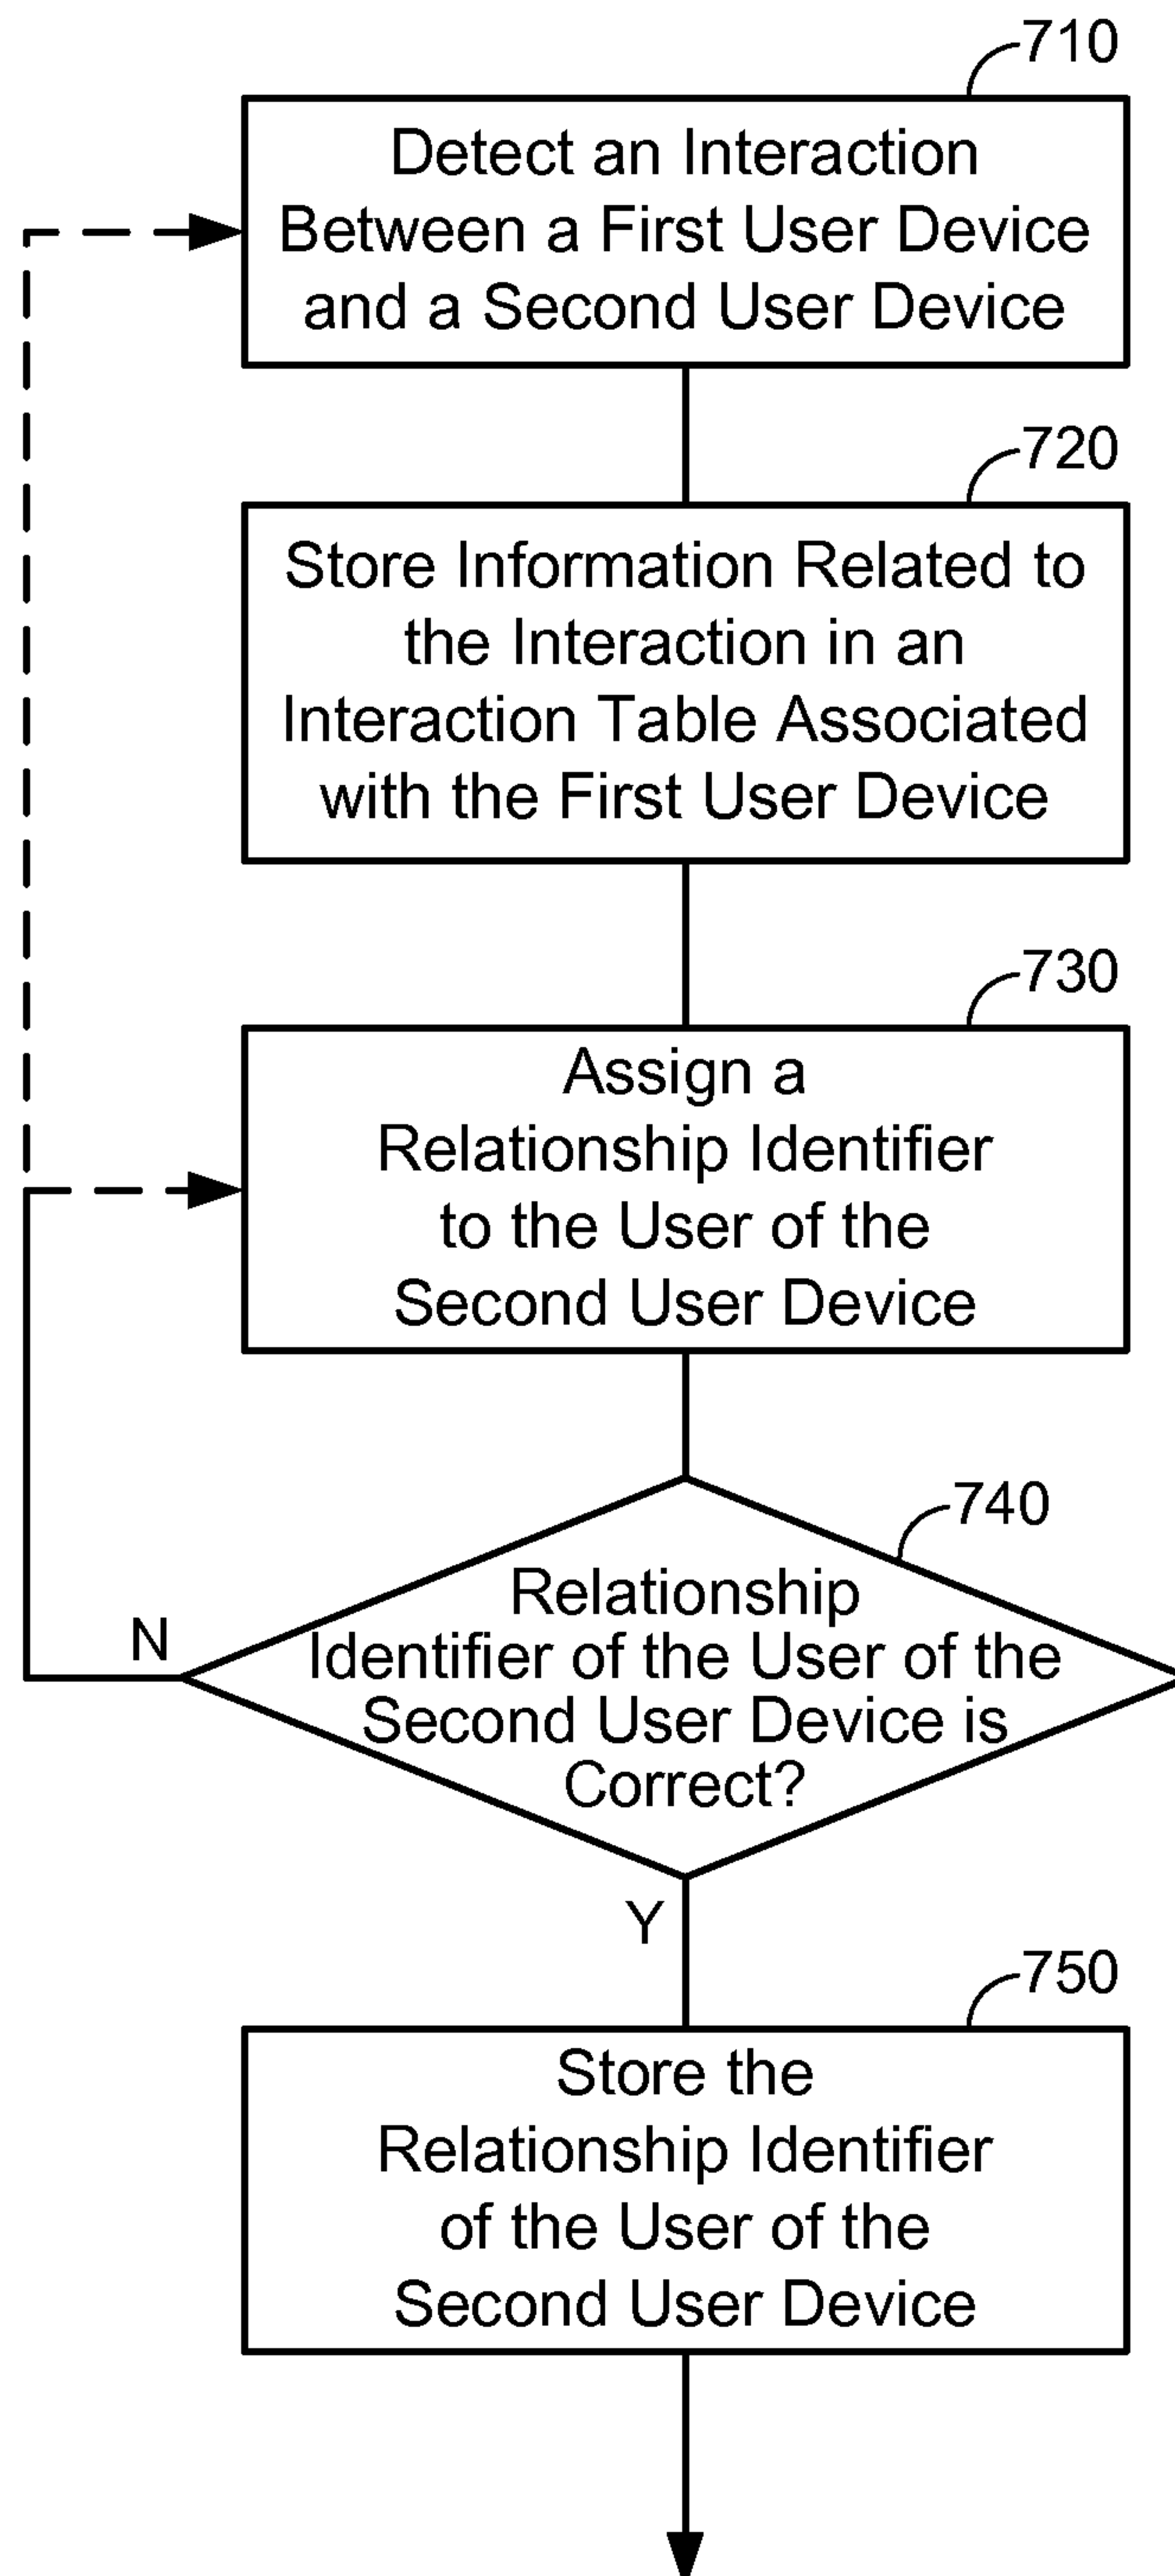 710
Detect an Interaction
Between a First User Device
and a Second User Device
720
Store Information Related to
the Interaction in an
Interaction Table Associated
with the First User Device
730
Assign a
Relationship Identifier
to the User of the
Second User Device
740
Relationship
Identifier of the User of the
Second User Device is
Correct?
N
Y
750
Store the
Relationship Identifier
of the User of the
Second User Device